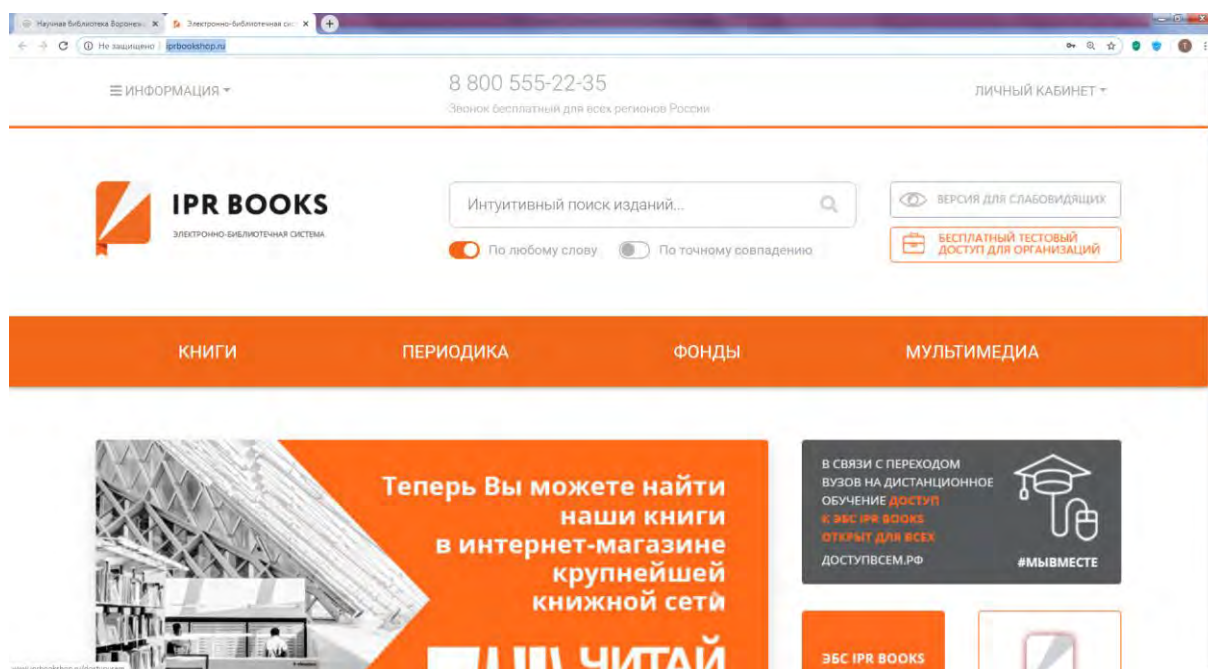 Научная библиотека Воронеж
Электронно-библиотечная сис
Не защищено
iprbookshop.ru
ИНФОРМАЦИЯ
8 800 555-22-35
Звонок бесплатный для всех регионов России
ЛИЧНЫЙ КАБИНЕТ
IPR BOOKS
ЭЛЕКТРОННО-БИБЛИОТЕЧНАЯ СИСТЕМА
Интуитивный поиск изданий...
По любому слову
По точному совпадению
ВЕРСИЯ ДЛЯ СЛАБОВИДЯЩИХ
БЕСПЛАТНЫЙ ТЕСТОВЫЙ
ДОСТУП ДЛЯ ОРГАНИЗАЦИЙ
КНИГИ
ПЕРИОДИКА
ФОНДЫ
МУЛЬТИМЕДИА
Теперь Вы можете найти
наши книги
в интернет-магазине
крупнейшей
книжной сети
ЧИТАЙ
В СВЯЗИ С ПЕРЕХОДОМ
ВУЗОВ НА ДИСТАНЦИОННОЕ
ОБУЧЕНИЕ ДОСТУП
К ЭБС IPR BOOKS
ОТКРЫТ ДЛЯ ВСЕХ
ДОСТУПВСЕМ.РФ
#МЫВМЕСТЕ
ЭБС IPR BOOKS